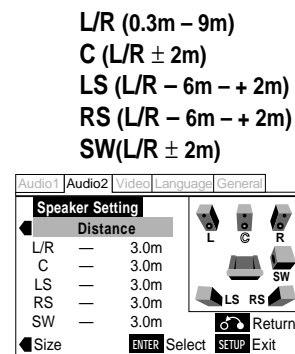 L/R (0.3m – 9m)
C (L/R ± 2m)
LS (L/R – 6m – + 2m)
RS (L/R – 6m – + 2m)
SW(L/R ± 2m)
Audio1 Audio2 Video Language General
Speaker Setting
Distance
L/R — 3.0m
C — 3.0m
LS — 3.0m
RS — 3.0m
SW — 3.0m
L C R
SW
LS RS
Return
Size ENTER Select SETUP Exit